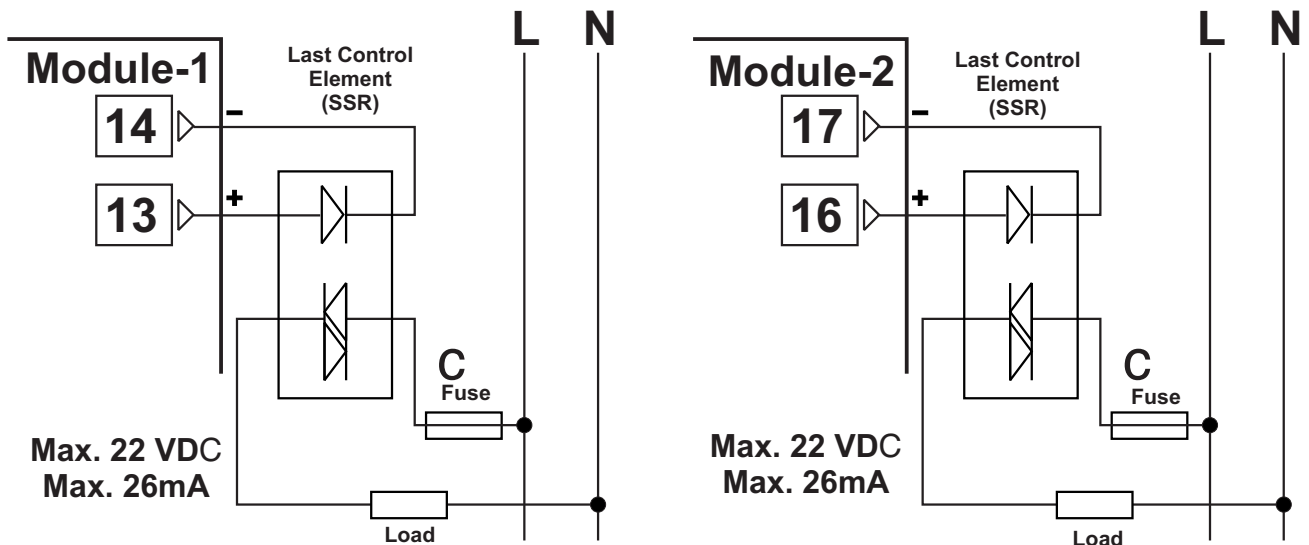 L N
Module-1
Last Control
Element
(SSR)
14 −
13 +
C
Fuse
Max. 22 VDC
Max. 26mA
Load
L N
Module-2
Last Control
Element
(SSR)
17 −
16 +
C
Fuse
Max. 22 VDC
Max. 26mA
Load